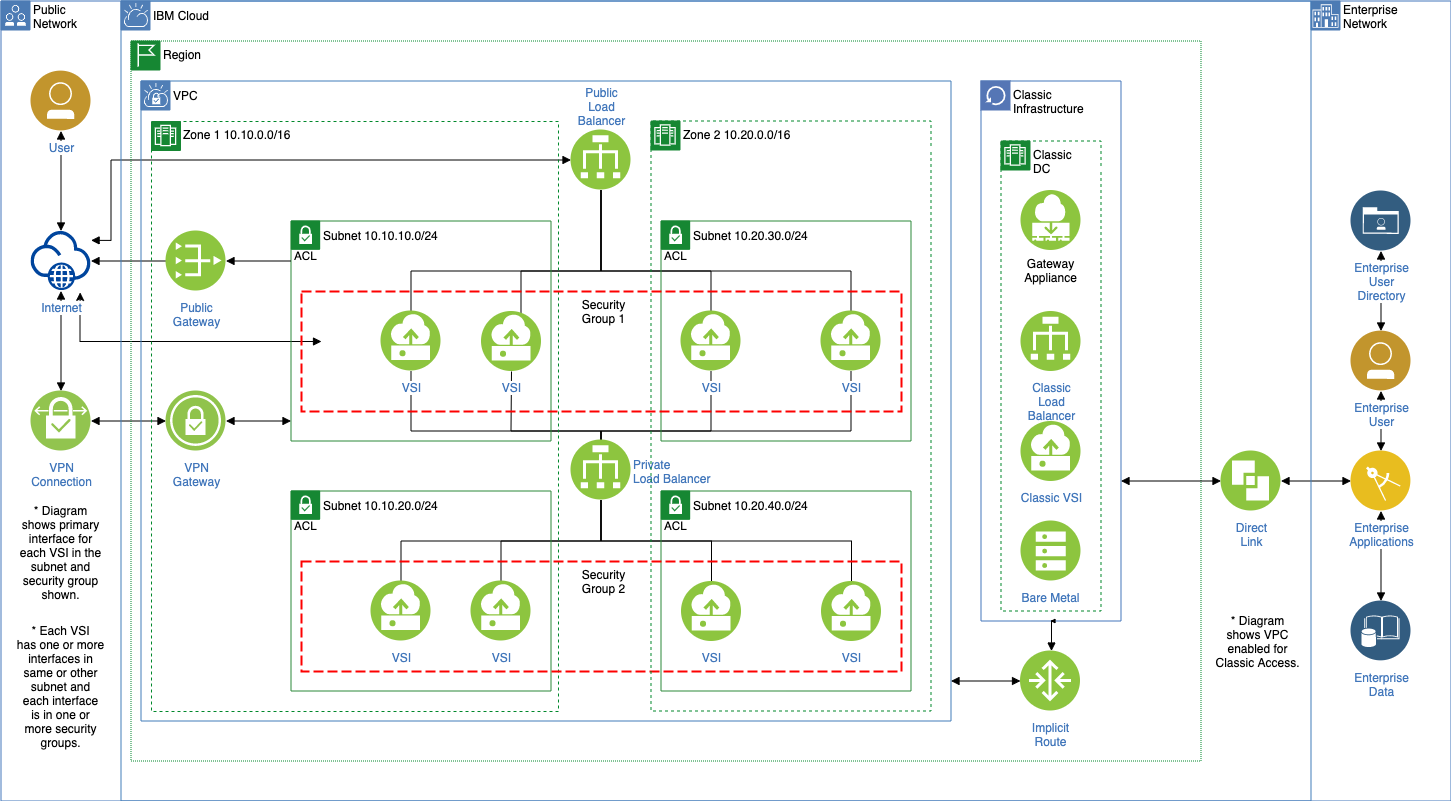 Public
Network
IBM Cloud
Enterprise
Network
Region
VPC
Public
Load
Balancer
Classic
Infrastructure
Zone 1 10.10.0.0/16
Zone 2 10.20.0.0/16
User
Classic
DC
Subnet 10.10.10.0/24
ACL
Subnet 10.20.30.0/24
ACL
Gateway
Appliance
Enterprise
User
Directory
Internet
Public
Gateway
Security
Group 1
VSI
VSI
VSI
VSI
Classic
Load
Balancer
Enterprise
User
VPN
Connection
VPN
Gateway
Private
Load Balancer
Classic VSI
Subnet 10.10.20.0/24
ACL
Subnet 10.20.40.0/24
ACL
Direct
Link
Enterprise
Applications
* Diagram
shows primary
interface for
each VSI in the
subnet and
security group
shown.
Security
Group 2
Bare Metal
* Each VSI
has one or more
interfaces in
same or other
subnet and
each interface
is in one or
more security
groups.
VSI
VSI
VSI
VSI
* Diagram
shows VPC
enabled for
Classic Access.
Enterprise
Data
Implicit
Route